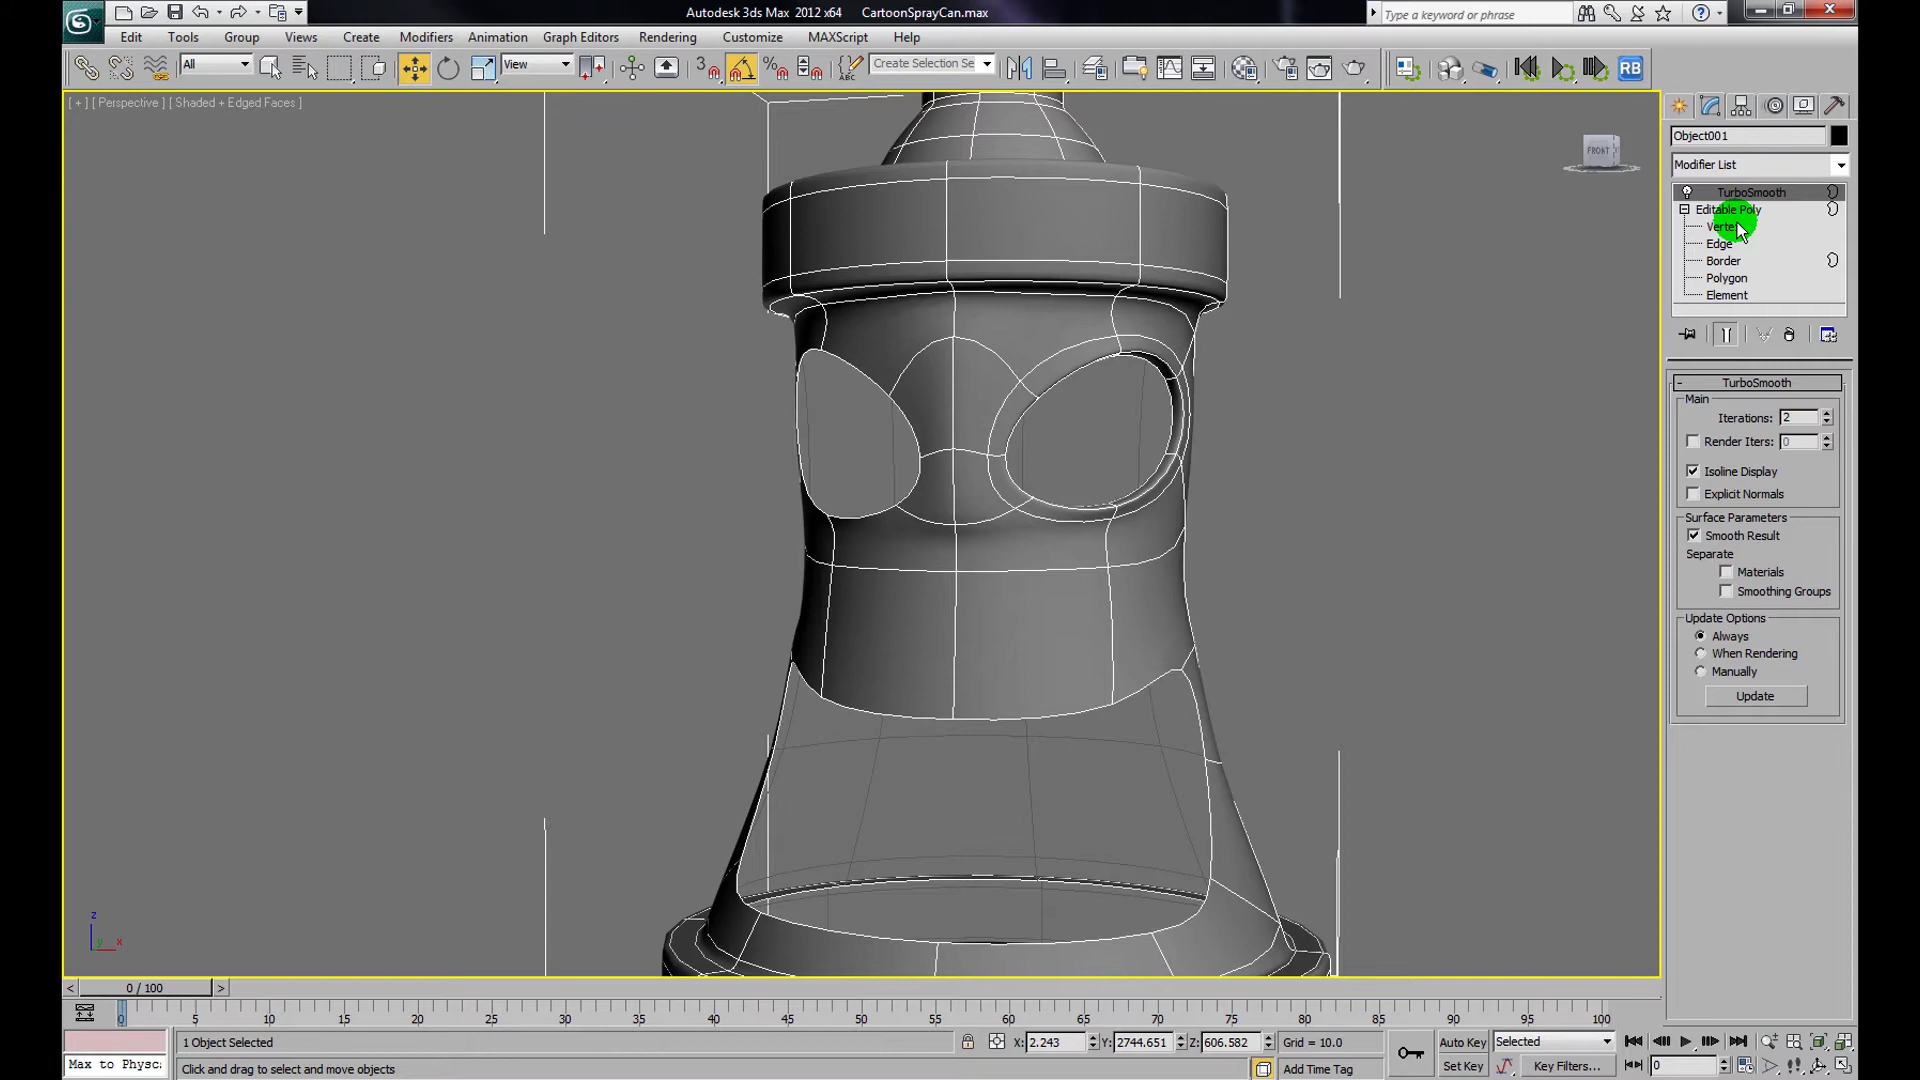 Autodesk 3ds Max 2012 x64 CartoonSprayCan.max
Type a keyword or phrase
Edit Tools Group Views Create Modifiers Animation Graph Editors Rendering Customize MAXScript Help
All View 3 Create Selection Se RB
[ + ] [ Perspective ] [ Shaded + Edged Faces ]
FRONT
Object001
Modifier List
TurboSmooth
Editable Poly
Vertex
Edge
Border
Polygon
Element
- TurboSmooth
Main
Iterations: 2
Render Iters: 0
Isoline Display
Explicit Normals
Surface Parameters
Smooth Result
Separate
Materials
Smoothing Groups
Update Options
Always
When Rendering
Manually
Update
z
y x
< 0 / 100 >
0 5 10 15 20 25 30 35 40 45 50 55 60 65 70 75 80 85 90 95 100
1 Object Selected X: 2.243 Y: 2744.651 Z: 606.582 Grid = 10.0 Auto Key Selected
Max to Physc: Click and drag to select and move objects Add Time Tag Set Key Key Filters... 0